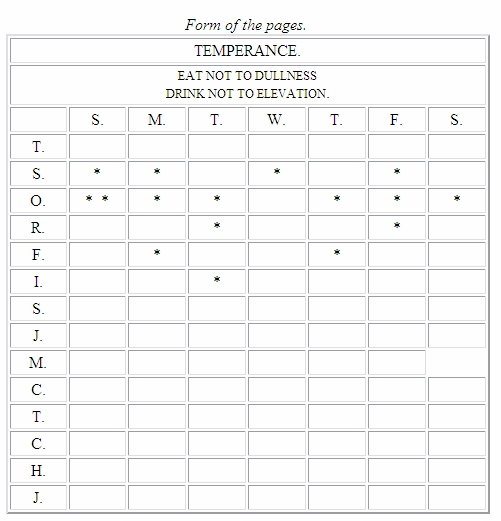 Form of the pages.
TEMPERANCE.
EAT NOT TO DULLNESS
DRINK NOT TO ELEVATION.
S. M. T. W. T. F. S.
T.
S. * * * *
O. * * * * * * *
R. * *
F. * *
I. *
S.
J.
M.
C.
T.
C.
H.
J.